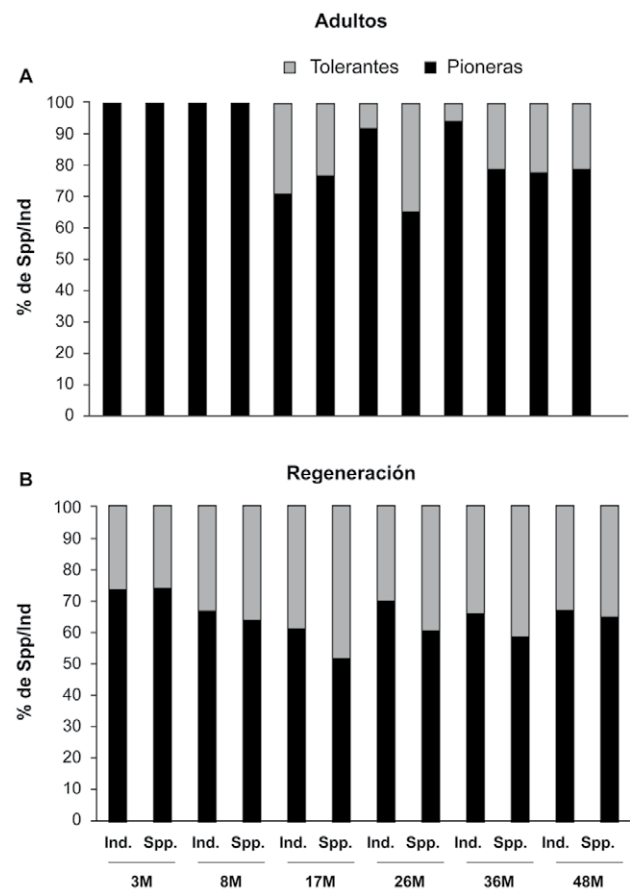 Adultos
A
Tolerantes Pioneras
% de Spp/Ind
100
90
80
70
60
50
40
30
20
10
0
B
Regeneración
% de Spp/Ind
100
90
80
70
60
50
40
30
20
10
0
Ind. Spp. Ind. Spp. Ind. Spp. Ind. Spp. Ind. Spp. Ind. Spp.
3M 8M 17M 26M 36M 48M